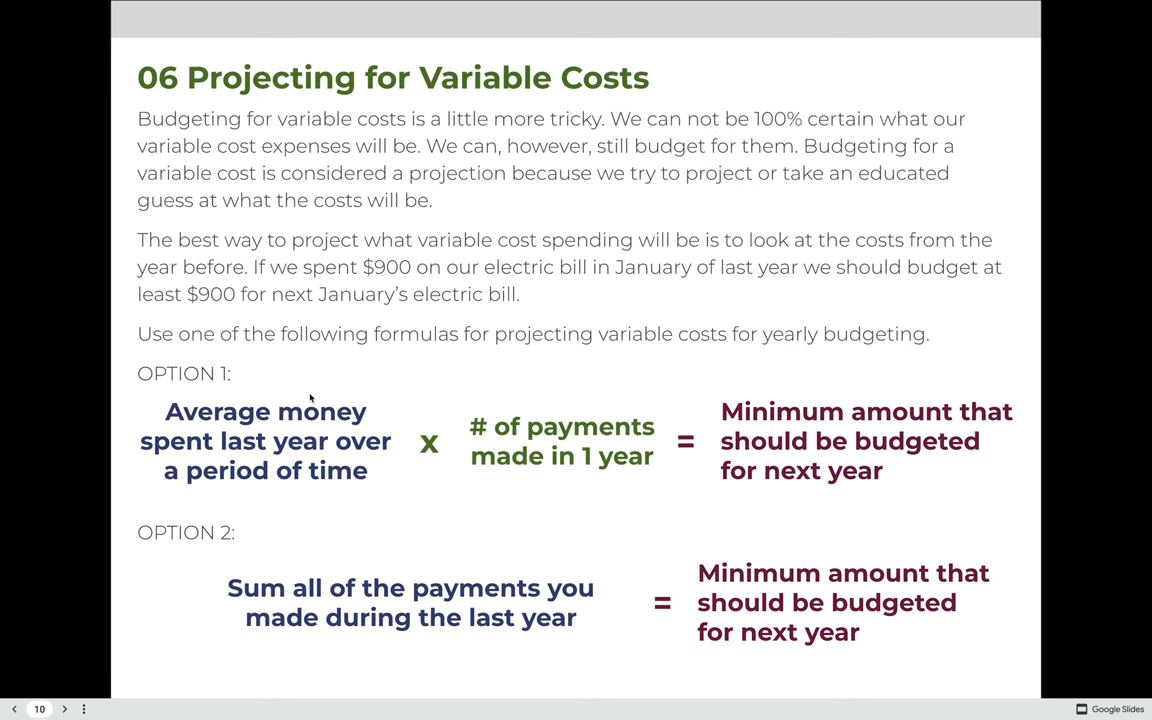 06 Projecting for Variable Costs
Budgeting for variable costs is a little more tricky. We can not be 100% certain what our
variable cost expenses will be. We can, however, still budget for them. Budgeting for a
variable cost is considered a projection because we try to project or take an educated
guess at what the costs will be.
The best way to project what variable cost spending will be is to look at the costs from the
year before. If we spent $900 on our electric bill in January of last year we should budget at
least $900 for next January’s electric bill.
Use one of the following formulas for projecting variable costs for yearly budgeting.
OPTION 1:
Average money
spent last year over
a period of time
x
# of payments
made in 1 year
=
Minimum amount that
should be budgeted
for next year
OPTION 2:
Sum all of the payments you
made during the last year
=
Minimum amount that
should be budgeted
for next year
10
Google Slides